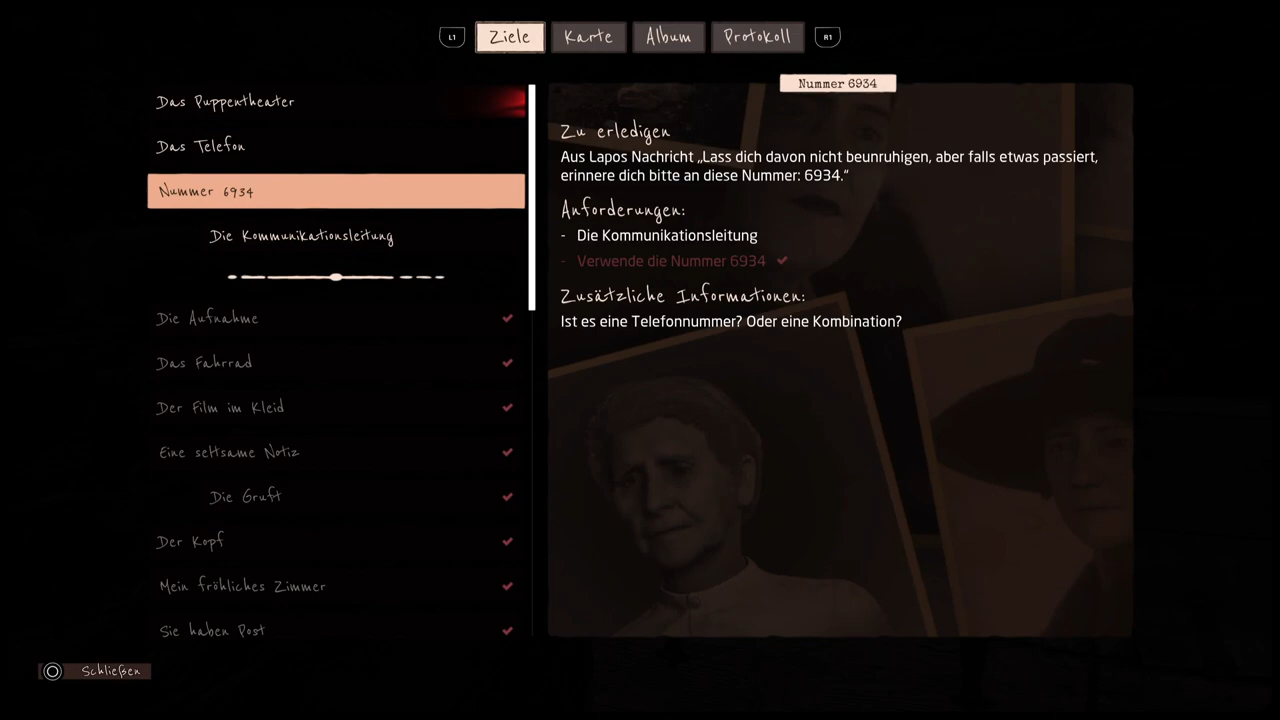 L1
Ziele
Karte
Album
Protokoll
R1
Das Puppentheater
Das Telefon
Nummer 6934
Die Kommunikationsleitung
Die Aufnahme
Das Fahrrad
Der Film im Kleid
Eine seltsame Notiz
Die Gruft
Der Kopf
Mein fröhliches Zimmer
Sie haben Post
Nummer 6934
Zu erledigen
Aus Lapos Nachricht „Lass dich davon nicht beunruhigen, aber falls etwas passiert,
erinnere dich bitte an diese Nummer: 6934.“
Anforderungen:
- Die Kommunikationsleitung
- Verwende die Nummer 6934
Zusätzliche Informationen:
Ist es eine Telefonnummer? Oder eine Kombination?
Schließen